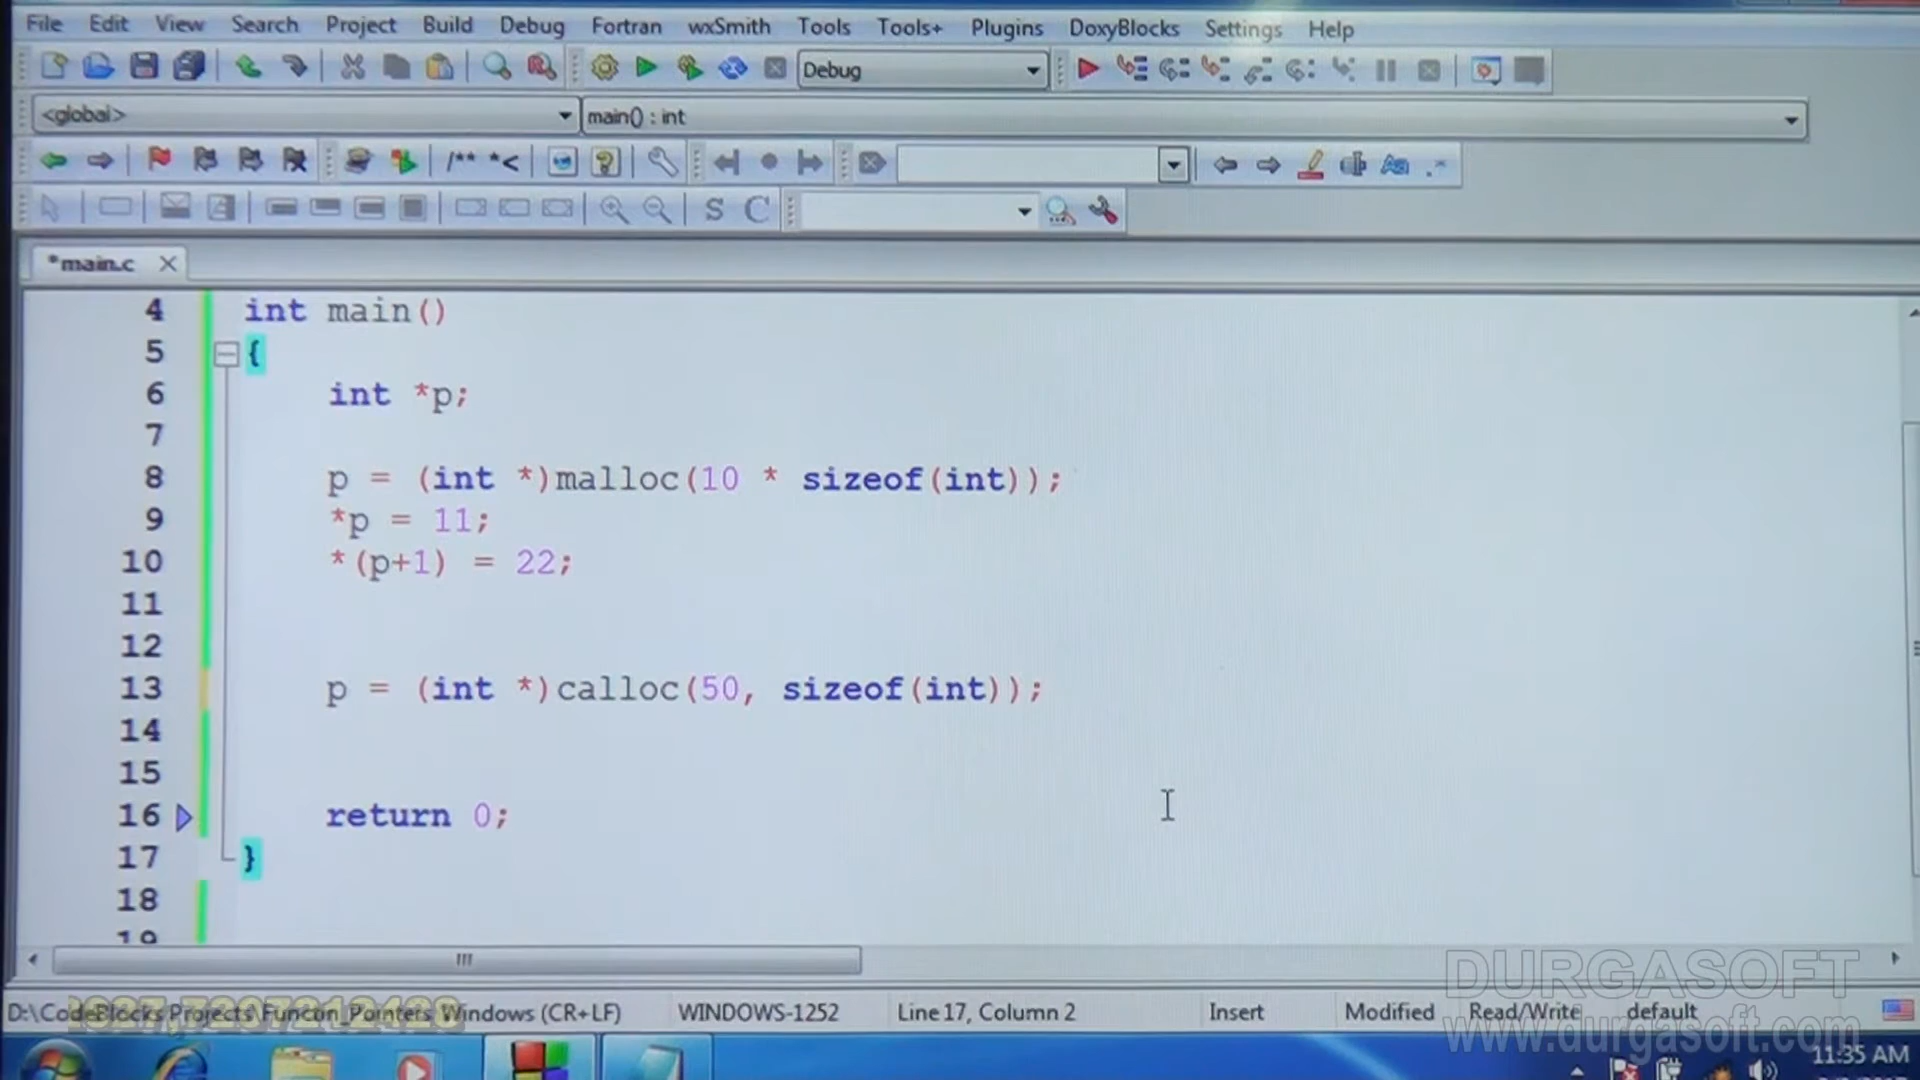 File Edit View Search Project Build Debug Fortran wxSmith Tools Tools+ Plugins DoxyBlocks Settings Help
Debug
<global> main() : int
/** *<
S C
*main.c
4 int main()
5 {
6 int *p;
7
8 p = (int *)malloc(10 * sizeof(int));
9 *p = 11;
10 *(p+1) = 22;
11
12
13 p = (int *)calloc(50, sizeof(int));
14
15
16 return 0;
17 }
18
19
DURGASOFT
D:\CodeBlocks Projects\Funcon_Pointers Windows (CR+LF) WINDOWS-1252 Line 17, Column 2 Insert Modified Read/Write default
www.durgasoft.com
11:35 AM